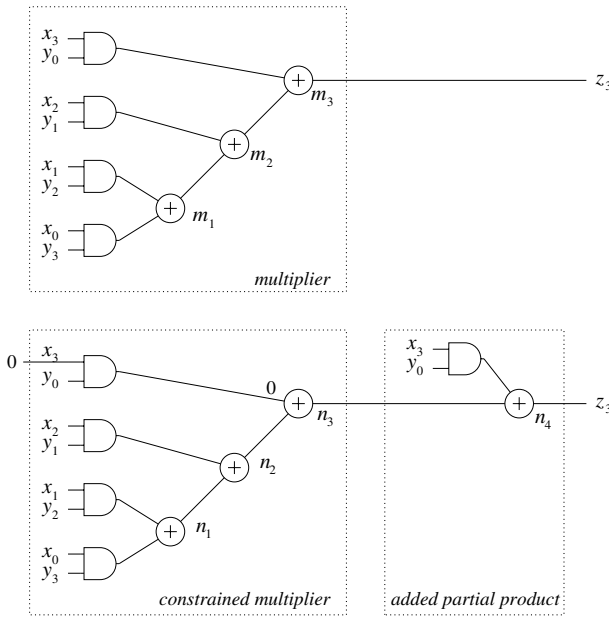 x₃
y₀
x₂
y₁
x₁
y₂
x₀
y₃
+ m₁
+ m₂
+ m₃
z₃
multiplier
0
x₃
y₀
x₂
y₁
x₁
y₂
x₀
y₃
+ n₁
+ n₂
0
+ n₃
constrained multiplier
x₃
y₀
+ n₄
z₃
added partial product